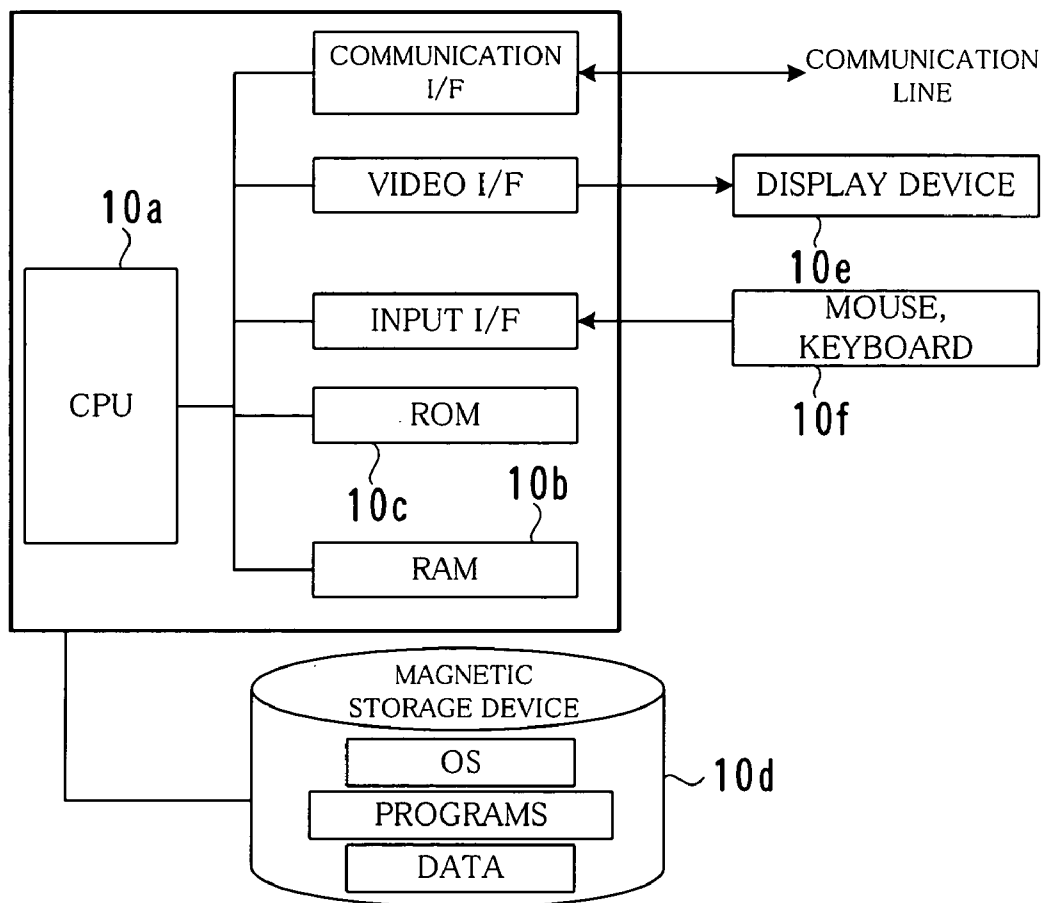 COMMUNICATION
I/F
COMMUNICATION
LINE
VIDEO I/F
DISPLAY DEVICE
10a
10e
INPUT I/F
MOUSE,
KEYBOARD
10f
CPU
ROM
10c
10b
RAM
MAGNETIC
STORAGE DEVICE
OS
10d
PROGRAMS
DATA